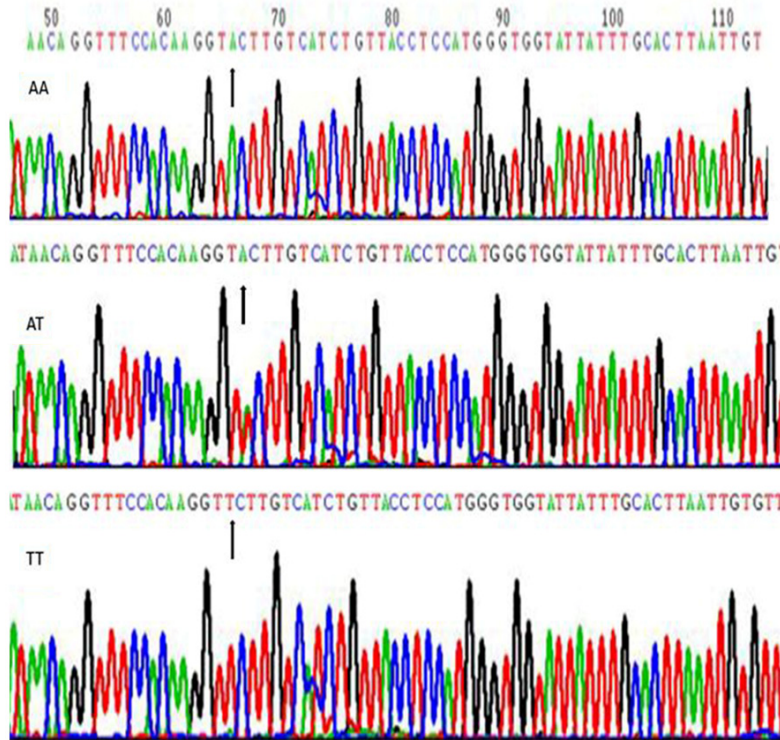 50 60 70 80 90 100 110
AACAGGTTTCCACAAGGTACTTGTCATCTGTTACCTCCATGGGTGGTATTATTTGCACTTAATTGT
AA
ATAACAGGTTTCCACAAGGTACTTGTCATCTGTTACCTCCATGGGTGGTATTATTTGCACTTAATTG
AT
TAACAGGTTTCCACAAGGTTCTTGTCATCTGTTACCTCCATGGGTGGTATTATTTGCACTTAATTGTGTT
TT